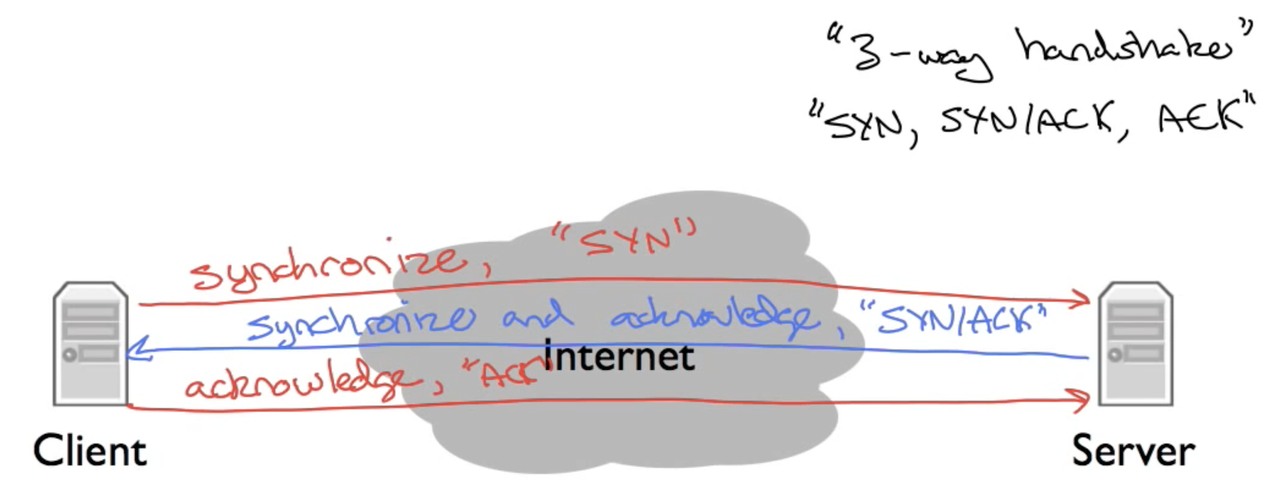 "3-way handshake"
"SYN, SYN/ACK, ACK"
synchronize, "SYN"
synchronize and acknowledge, "SYN/ACK"
Internet
acknowledge, "ACK"
Client
Server